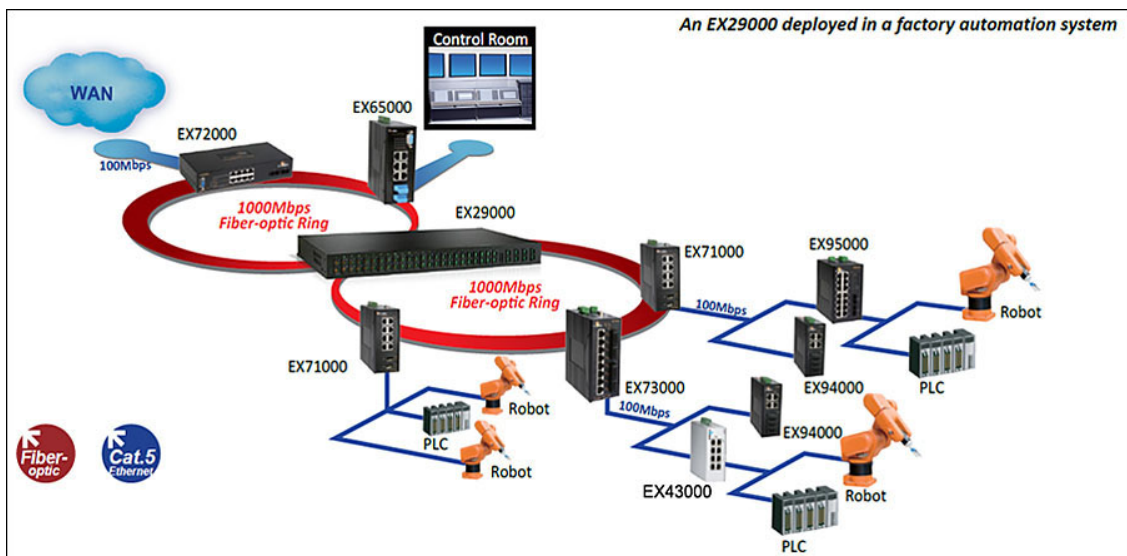 An EX29000 deployed in a factory automation system
Control Room
WAN
EX65000
EX72000
100Mbps
1000Mbps
Fiber-optic Ring
EX29000
EX71000
EX95000
1000Mbps
Fiber-optic Ring
100Mbps
Robot
EX71000
EX73000
EX94000
PLC
100Mbps
Robot
PLC
EX94000
Fiber-
optic
Cat.5
Ethernet
Robot
EX43000
Robot
PLC